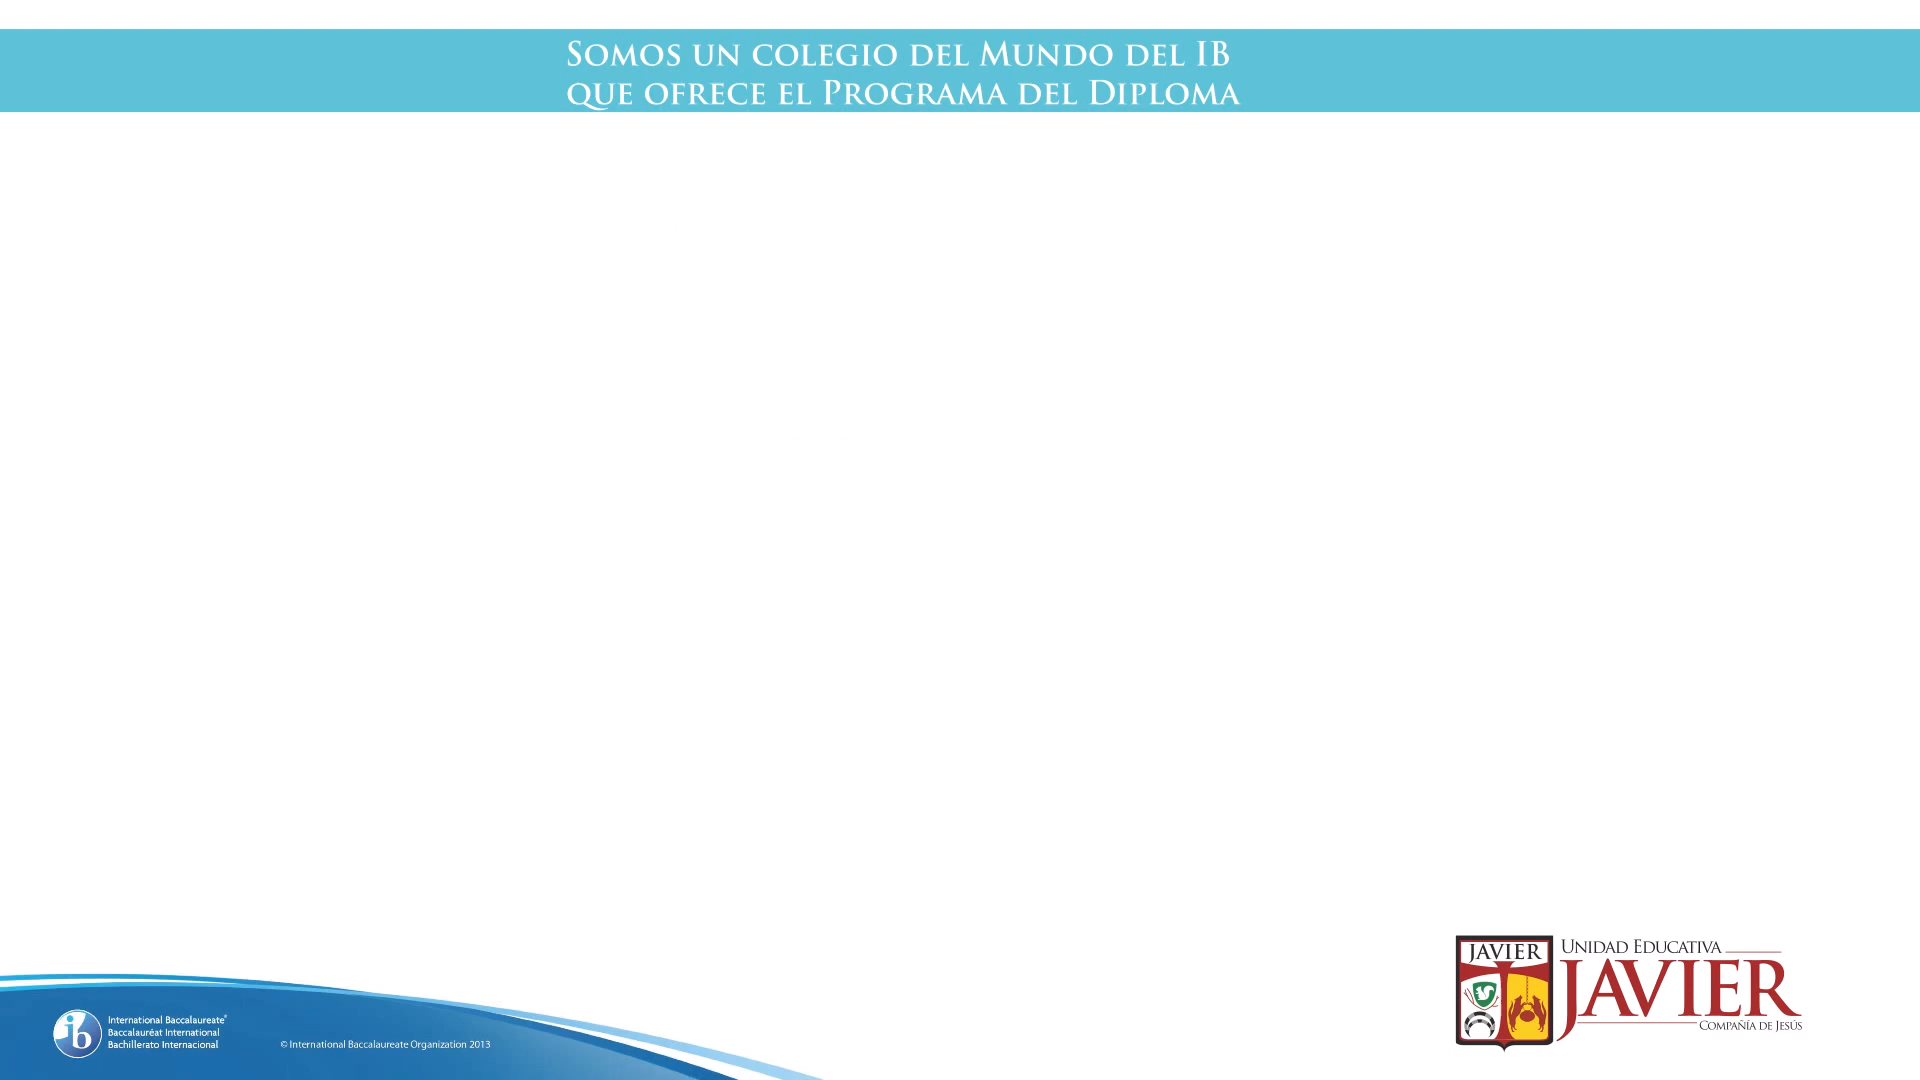 Somos un colegio del Mundo del IB
que ofrece el Programa del Diploma
JAVIER
Unidad Educativa
Javier
Compañía de Jesús
ib
International Baccalaureate®
Baccalauréat International
Bachillerato Internacional
© International Baccalaureate Organization 2013